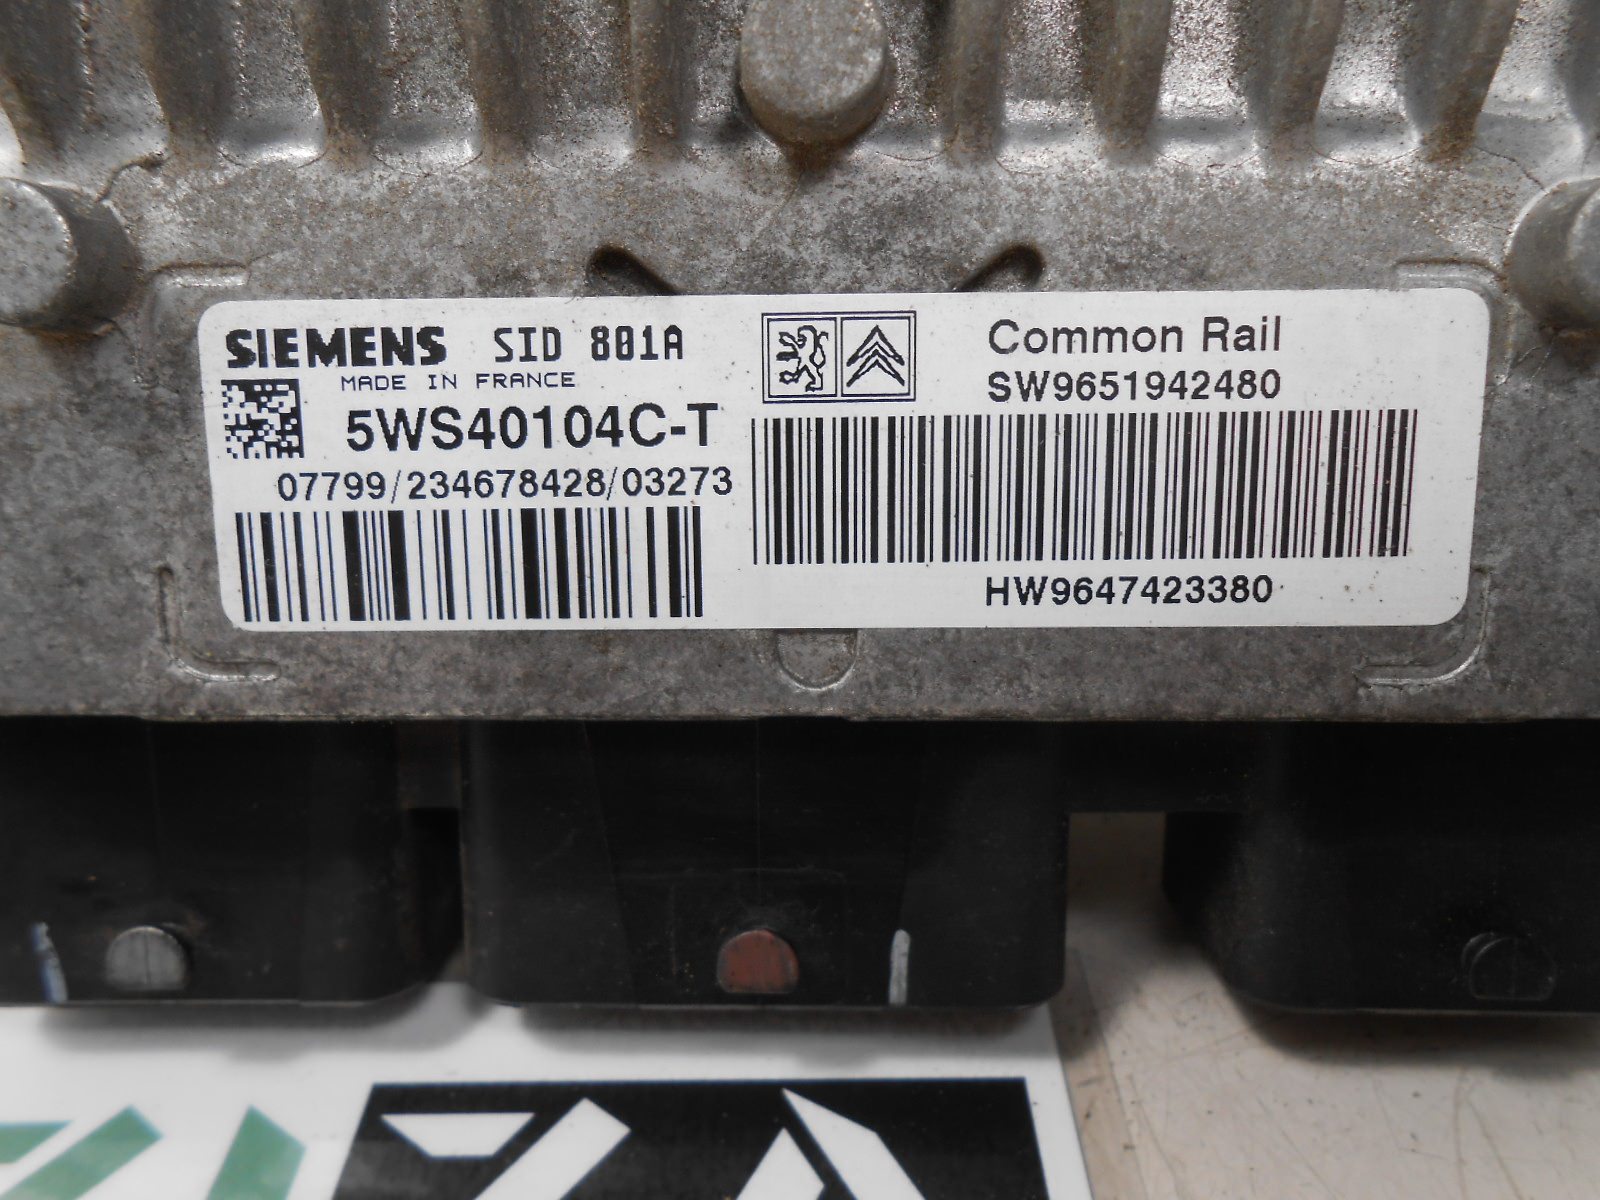 SIEMENS SID 801A
MADE IN FRANCE
5WS40104C-T
07799/234678428/03273
Common Rail
SW9651942480
HW9647423380